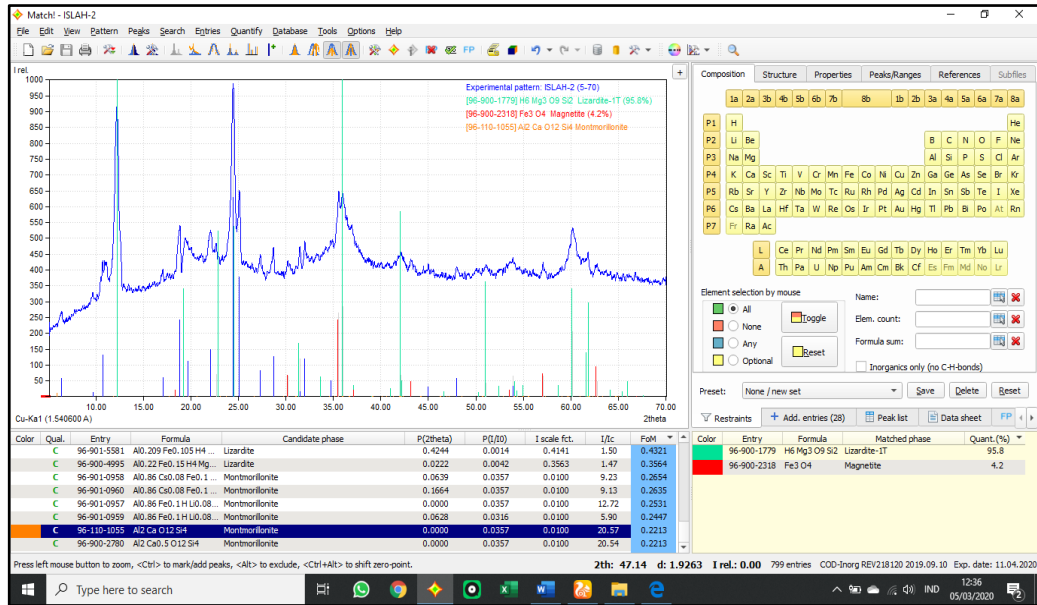 Match! - ISLAH-2
File Edit View Pattern Peaks Search Entries Quantify Database Tools Options Help
I rel.
Experimental pattern: ISLAH-2 (5-70)
[96-900-1779] H6 Mg3 O9 Si2 Lizardite-1T (95.8%)
[96-900-2318] Fe3 O4 Magnetite (4.2%)
[96-110-1055] Al2 Ca O12 Si4 Montmorillonite
1000
950
900
850
800
750
700
650
600
550
500
450
400
350
300
250
200
150
100
50
10.00 15.00 20.00 25.00 30.00 35.00 40.00 45.00 50.00 55.00 60.00 65.00 70.00
Cu-Ka1 (1.540600 A) 2theta
Composition Structure Properties Peaks/Ranges References Subfiles
1a 2a 3b 4b 5b 6b 7b 8b 1b 2b 3a 4a 5a 6a 7a 8a
P1 H He
P2 Li Be B C N O F Ne
P3 Na Mg Al Si P S Cl Ar
P4 K Ca Sc Ti V Cr Mn Fe Co Ni Cu Zn Ga Ge As Se Br Kr
P5 Rb Sr Y Zr Nb Mo Tc Ru Rh Pd Ag Cd In Sn Sb Te I Xe
P6 Cs Ba La Hf Ta W Re Os Ir Pt Au Hg Tl Pb Bi Po At Rn
P7 Fr Ra Ac
L Ce Pr Nd Pm Sm Eu Gd Tb Dy Ho Er Tm Yb Lu
A Th Pa U Np Pu Am Cm Bk Cf Es Fm Md No Lr
Element selection by mouse
All
None
Any
Optional
Toggle
Reset
Name:
Elem. count:
Formula sum:
Inorganics only (no C-H-bonds)
Preset: None / new set Save Delete Reset
Restraints Add. entries (28) Peak list Data sheet FP
Color Qual. Entry Formula Candidate phase P(2theta) P(I/I0) I scale fct. I/Ic FoM
C 96-901-5581 Al0.209 Fe0.105 H4 ... Lizardite 0.4244 0.0014 0.4141 1.50 0.4321
C 96-900-4995 Al0.22 Fe0.15 H4 Mg... Lizardite 0.0222 0.0042 0.3563 1.47 0.3564
C 96-901-0958 Al0.86 Cs0.08 Fe0.1 ... Montmorillonite 0.0639 0.0357 0.0100 9.23 0.2654
C 96-901-0960 Al0.86 Cs0.08 Fe0.1 ... Montmorillonite 0.1664 0.0357 0.0100 9.13 0.2635
C 96-901-0957 Al0.86 Fe0.1 H Li0.08... Montmorillonite 0.0000 0.0357 0.0100 12.72 0.2531
C 96-901-0959 Al0.86 Fe0.1 H Li0.08... Montmorillonite 0.0628 0.0316 0.0100 5.90 0.2447
C 96-110-1055 Al2 Ca O12 Si4 Montmorillonite 0.0000 0.0357 0.0100 20.57 0.2213
C 96-900-2780 Al2 Ca0.5 O12 Si4 Montmorillonite 0.0000 0.0357 0.0100 20.54 0.2213
Color Entry Formula Matched phase Quant.(%)
96-900-1779 H6 Mg3 O9 Si2 Lizardite-1T 95.8
96-900-2318 Fe3 O4 Magnetite 4.2
Press left mouse button to zoom, <Ctrl> to mark/add peaks, <Alt> to exclude, <Ctrl+Alt> to shift zero-point.
2th: 47.14 d: 1.9263 I rel.: 0.00 799 entries COD-Inorg REV218120 2019.09.10 Exp. date: 11.04.2020
Type here to search
IND
12:36
05/03/2020